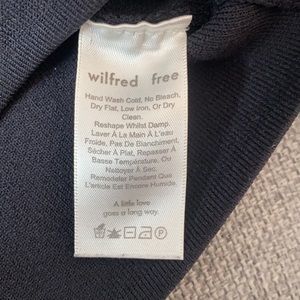 wilfred free
Hand Wash Cold, No Bleach,
Dry Flat, Low Iron, Or Dry
Clean.
Reshape Whilst Damp.
Laver À La Main À L'eau
Froide, Pas De Blanchiment,
Sécher À Plat, Repasser À
Basse Température, Ou
Nettoyer À Sec.
Remodeler Pendant Que
L'article Est Encore Humide.
A little love
goes a long way.